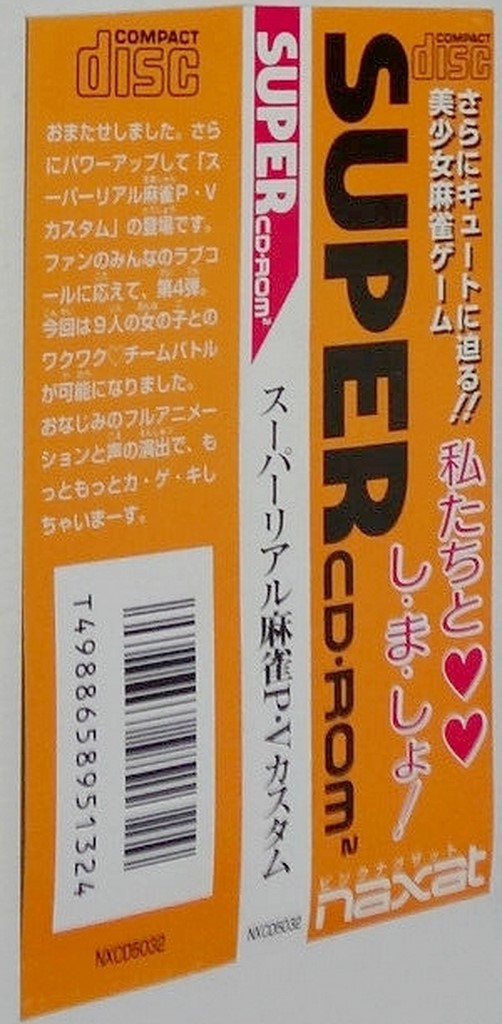 COMPACT
disc
おまたせしました。さら
にパワーアップして「ス
ーパーリアル麻雀P・V
カスタム」の登場です。
ファンのみんなのラブコ
ールに応えて、第4弾。
今回は9人の女の子との
ワクワク♡チームバトル
が可能になりました。
おなじみのフルアニメー
ションと声の演出で、も
っともっとカ・ゲ・キし
ちゃいまーす。
T4988658951324
NXCD5032
SUPER CD-ROM²
スーパーリアル麻雀P・Vカスタム
NXCD5032
COMPACT
disc
さらにキュートに迫る!!
美少女麻雀ゲーム
私たちと♥♥
し・ま・しょ!
SUPER CD-ROM²
naxat